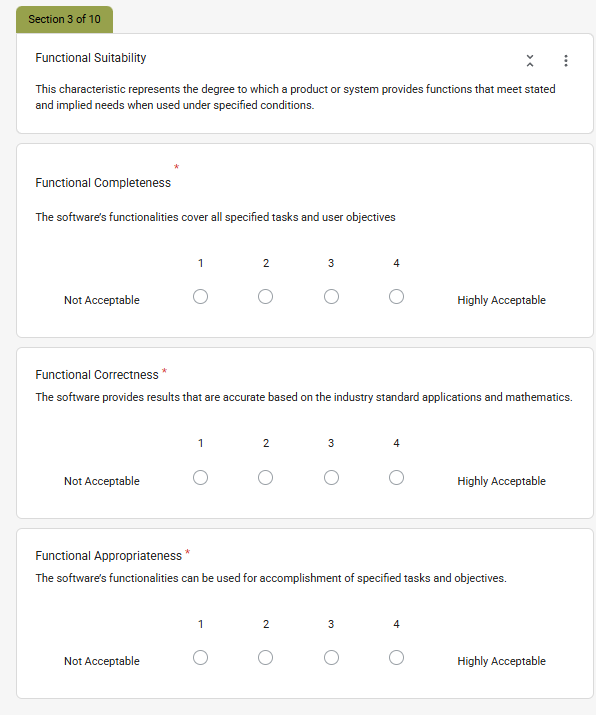 Section 3 of 10
Functional Suitability
This characteristic represents the degree to which a product or system provides functions that meet stated
and implied needs when used under specified conditions.
*
Functional Completeness
The software's functionalities cover all specified tasks and user objectives
1 2 3 4
Not Acceptable Highly Acceptable
Functional Correctness *
The software provides results that are accurate based on the industry standard applications and mathematics.
1 2 3 4
Not Acceptable Highly Acceptable
Functional Appropriateness *
The software's functionalities can be used for accomplishment of specified tasks and objectives.
1 2 3 4
Not Acceptable Highly Acceptable